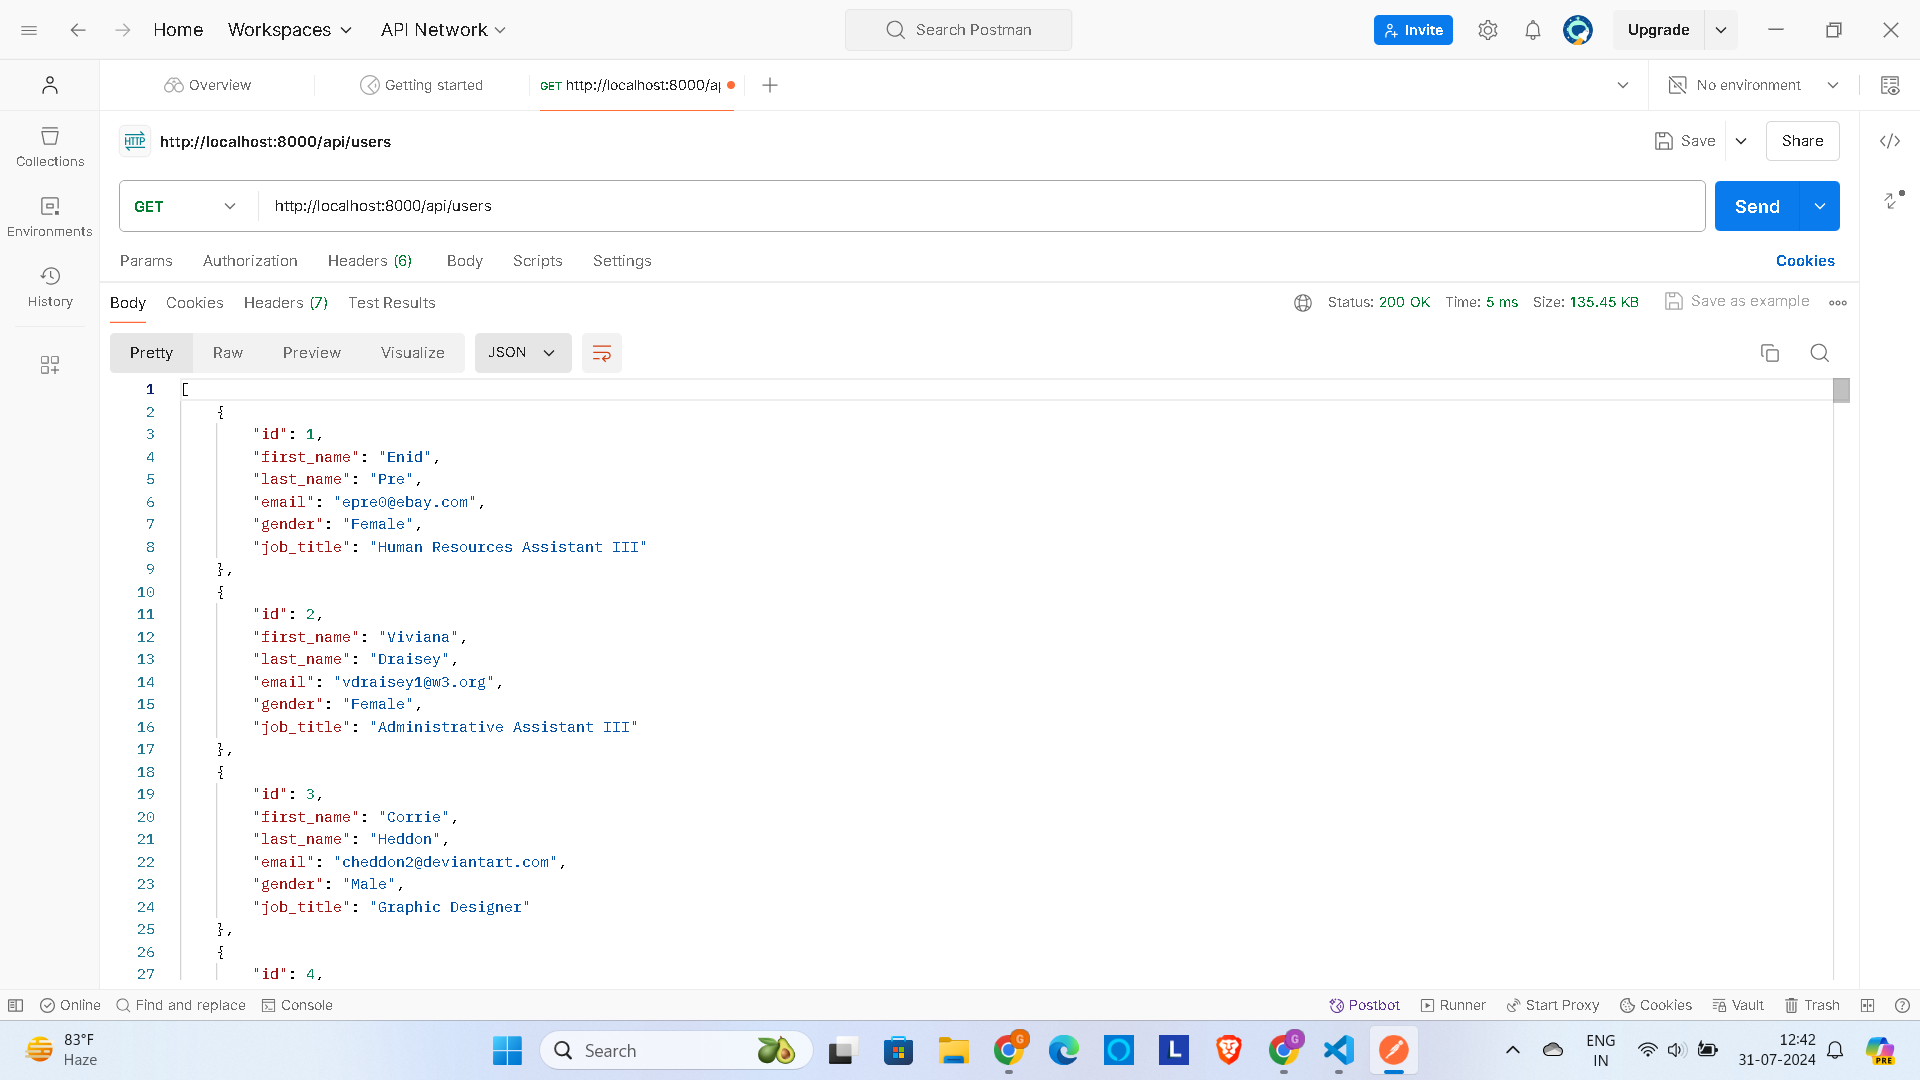 Home Workspaces API Network Search Postman Invite Upgrade
Overview Getting started GET http://localhost:8000/ap No environment
HTTP http://localhost:8000/api/users Save Share
Collections
Environments
History
GET http://localhost:8000/api/users Send
Params Authorization Headers (6) Body Scripts Settings Cookies
Body Cookies Headers (7) Test Results Status: 200 OK Time: 5 ms Size: 135.45 KB Save as example
Pretty Raw Preview Visualize JSON
1 [
2 {
3 "id": 1,
4 "first_name": "Enid",
5 "last_name": "Pre",
6 "email": "epre0@ebay.com",
7 "gender": "Female",
8 "job_title": "Human Resources Assistant III"
9 },
10 {
11 "id": 2,
12 "first_name": "Viviana",
13 "last_name": "Draisey",
14 "email": "vdraisey1@w3.org",
15 "gender": "Female",
16 "job_title": "Administrative Assistant III"
17 },
18 {
19 "id": 3,
20 "first_name": "Corrie",
21 "last_name": "Heddon",
22 "email": "cheddon2@deviantart.com",
23 "gender": "Male",
24 "job_title": "Graphic Designer"
25 },
26 {
27 "id": 4,
Online Find and replace Console Postbot Runner Start Proxy Cookies Vault Trash
83°F
Haze
Search
G
L
G
ENG
IN
12:42
31-07-2024
PRE